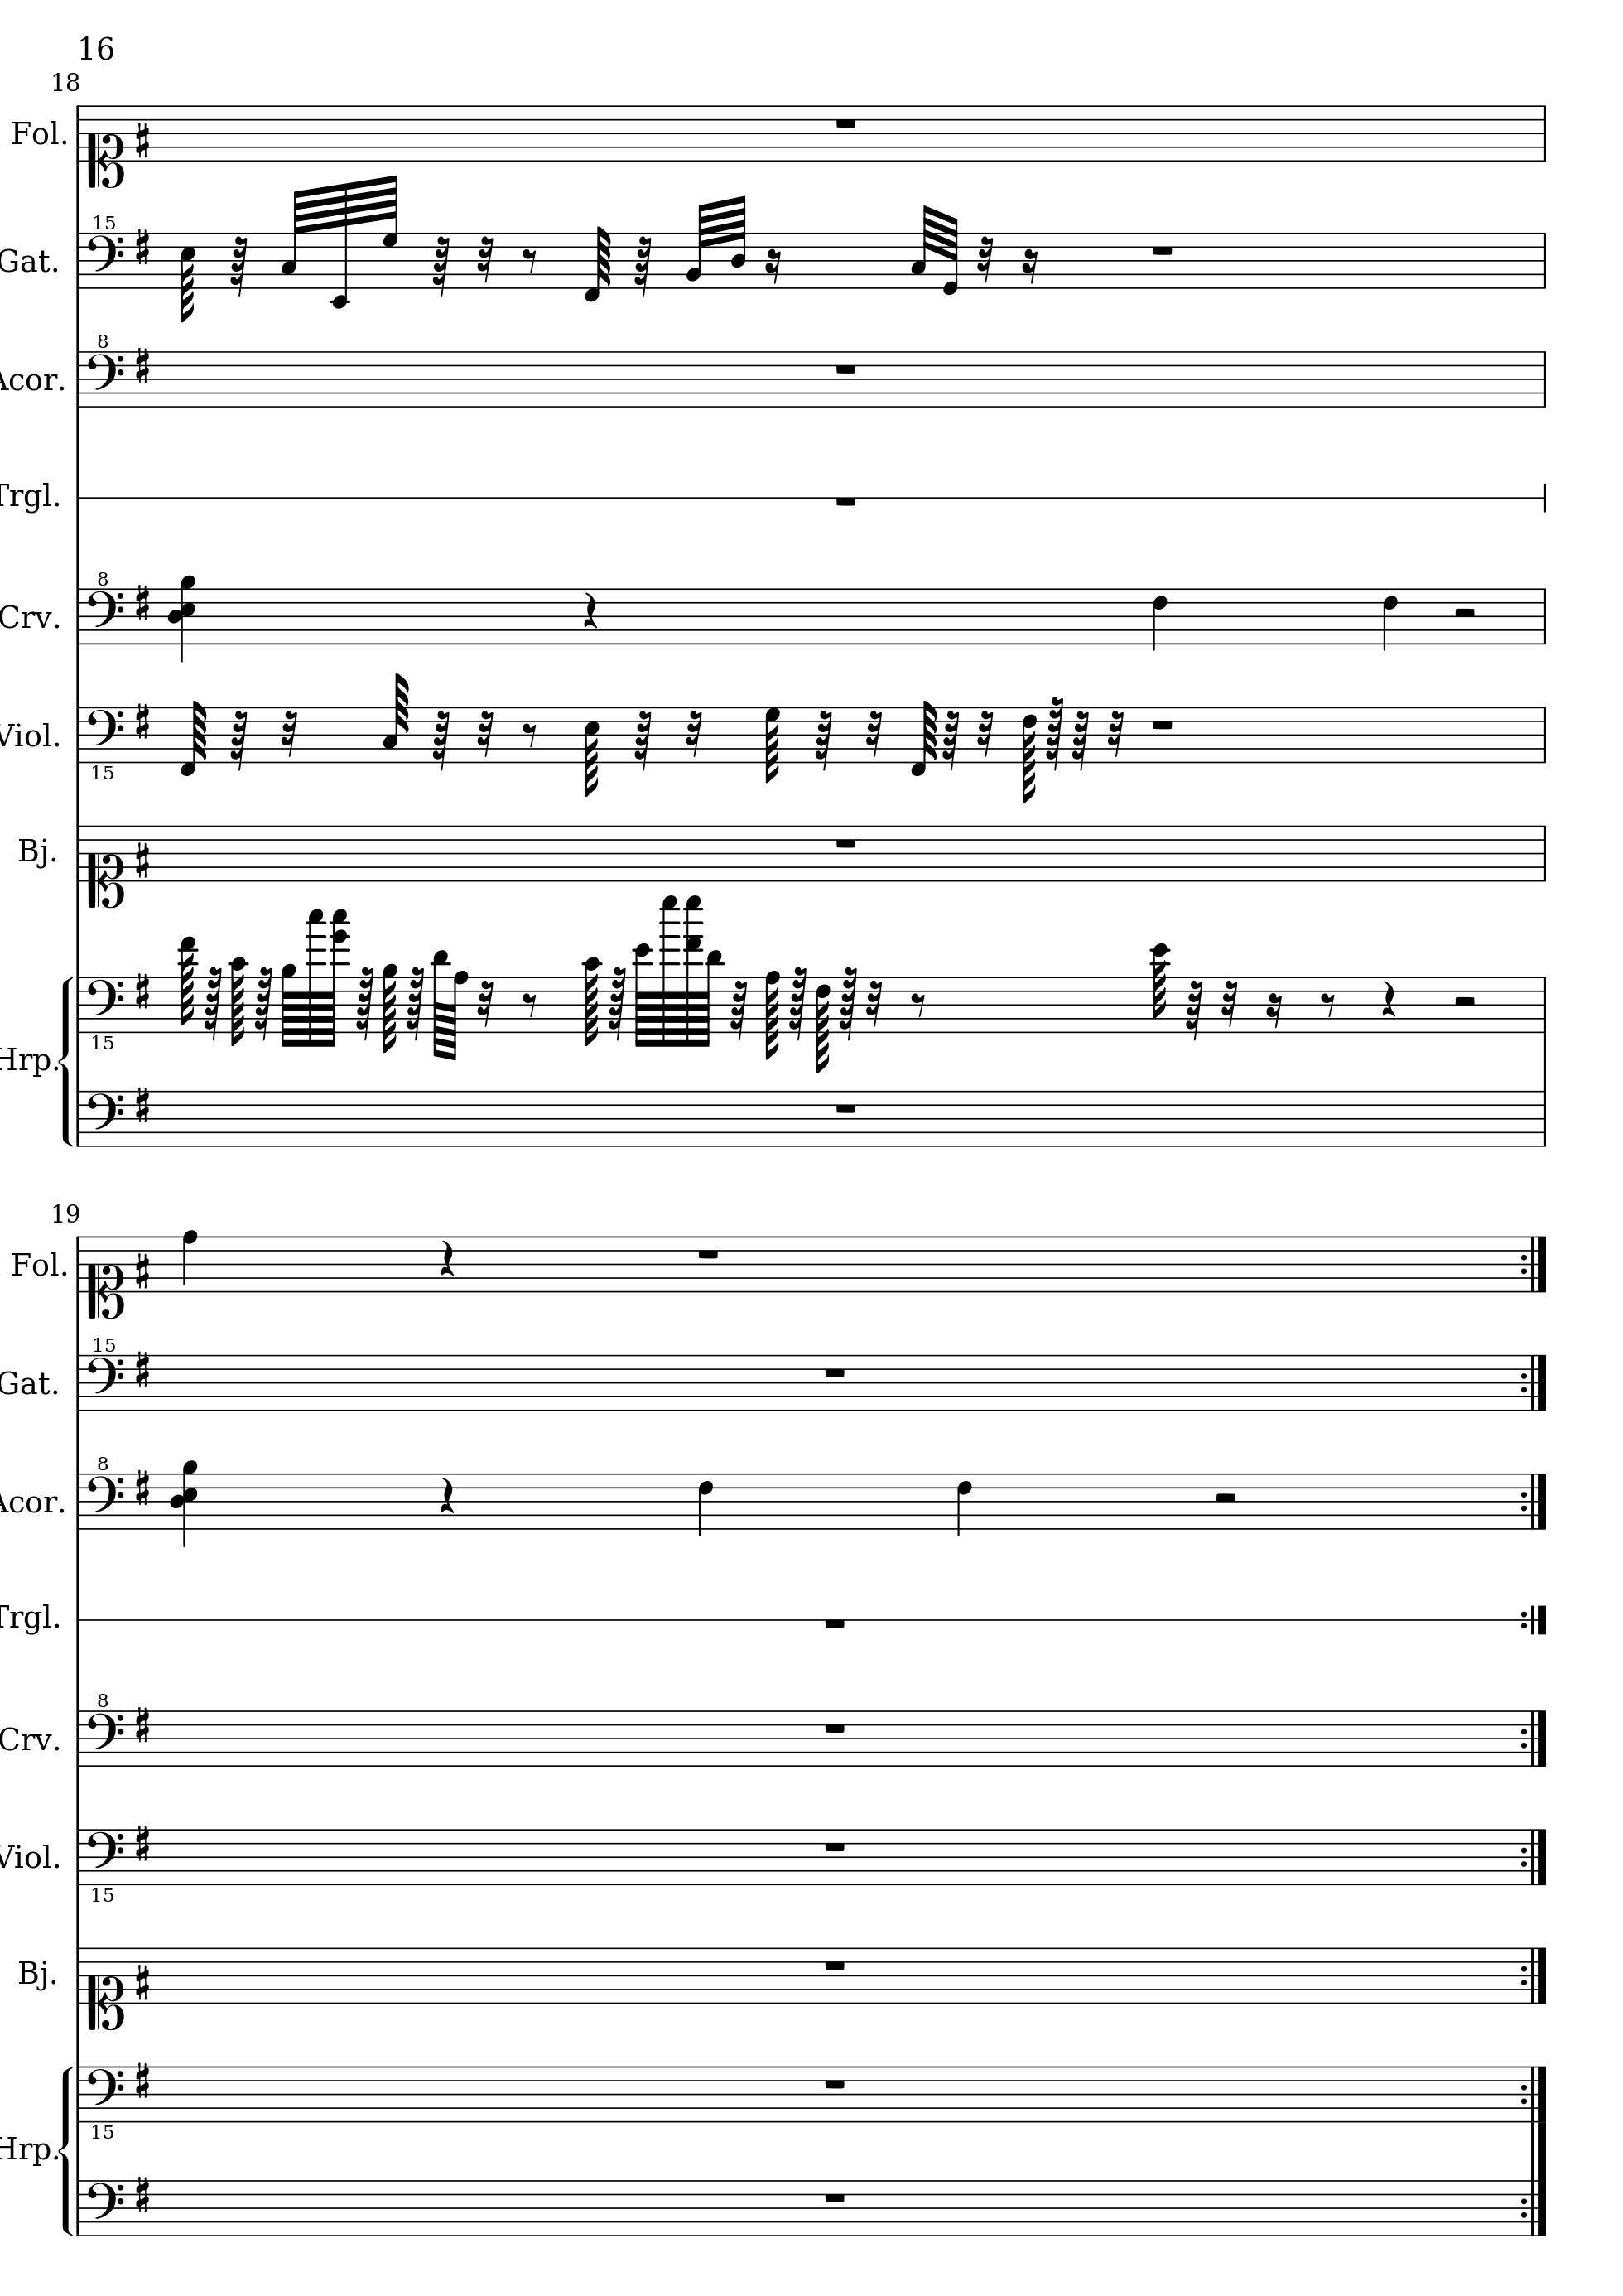 16
18
Fol.
15
Gat.
8
Acor.
Trgl.
8
Crv.
Viol.
15
Bj.
15
Hrp.
19
Fol.
15
Gat.
8
Acor.
Trgl.
8
Crv.
Viol.
15
Bj.
15
Hrp.